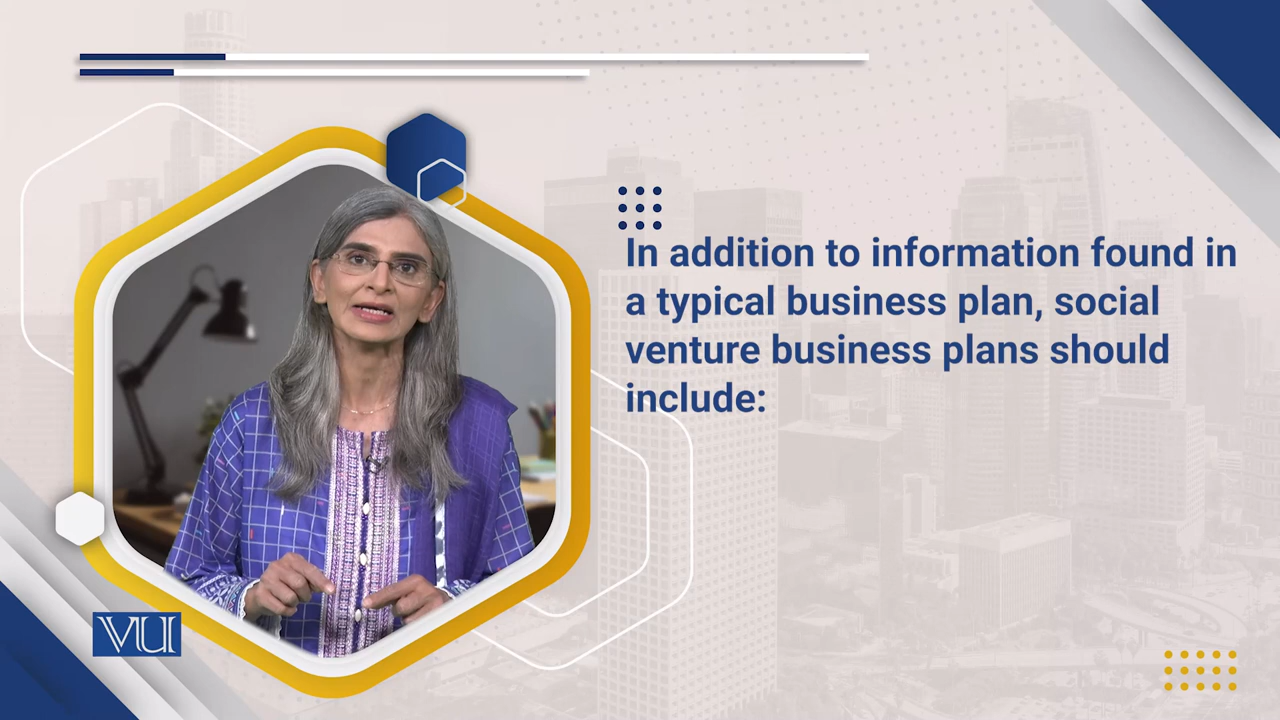 In addition to information found in
a typical business plan, social
venture business plans should
include:
VU